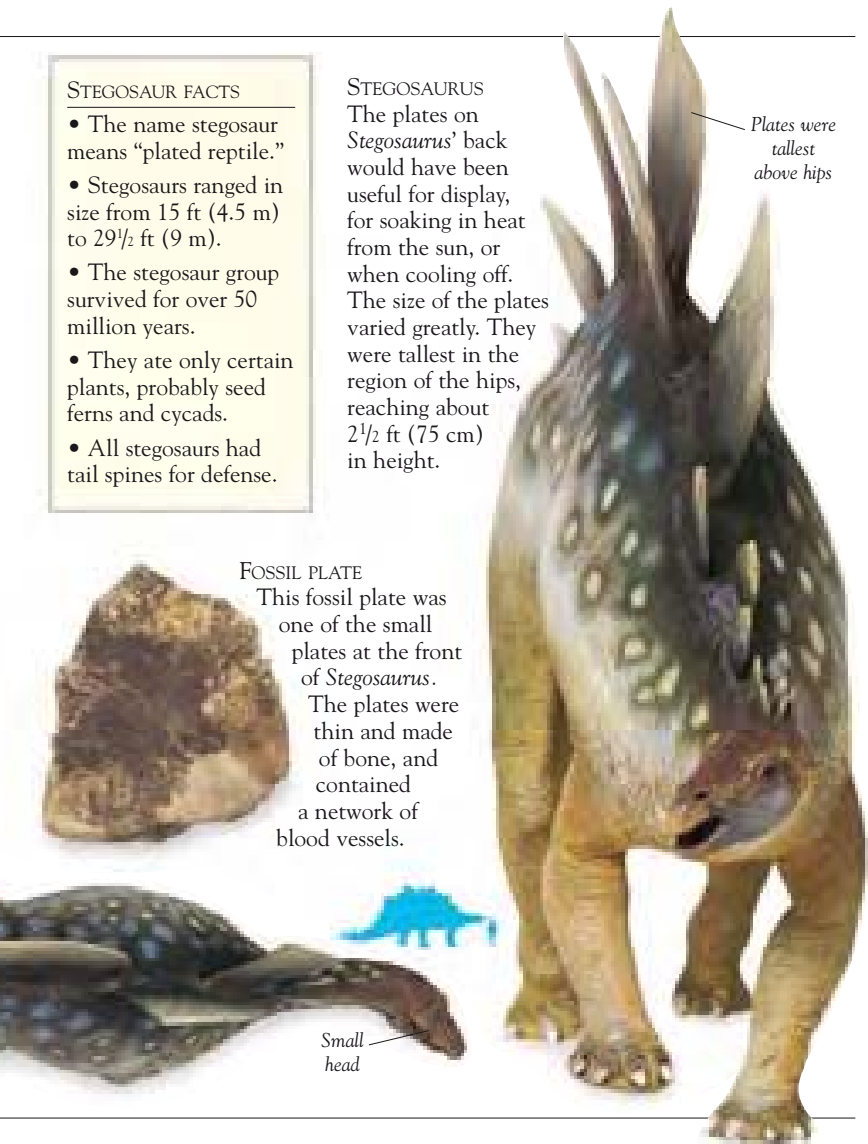 STEGOSAUR FACTS
• The name stegosaur
means “plated reptile.”
• Stegosaurs ranged in
size from 15 ft (4.5 m)
to 29½ ft (9 m).
• The stegosaur group
survived for over 50
million years.
• They ate only certain
plants, probably seed
ferns and cycads.
• All stegosaurs had
tail spines for defense.
STEGOSAURUS
The plates on
Stegosaurus’ back
would have been
useful for display,
for soaking in heat
from the sun, or
when cooling off.
The size of the plates
varied greatly. They
were tallest in the
region of the hips,
reaching about
2½ ft (75 cm)
in height.
Plates were
tallest
above hips
FOSSIL PLATE
This fossil plate was
one of the small
plates at the front
of Stegosaurus.
The plates were
thin and made
of bone, and
contained
a network of
blood vessels.
Small
head